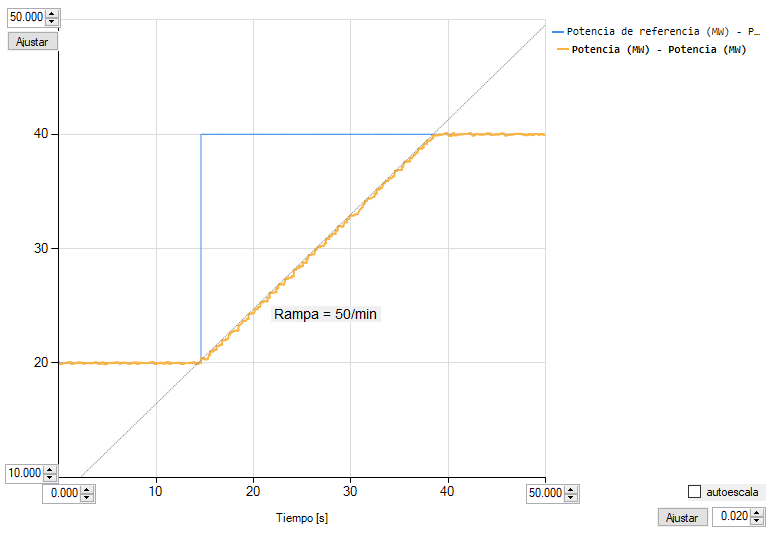 50.000
Ajustar
Potencia de referencia (MW) - P...
Potencia (MW) - Potencia (MW)
40
30
Rampa = 50/min
20
10.000
0.000
10
20
30
40
50.000
autoescala
Tiempo [s]
Ajustar
0.020